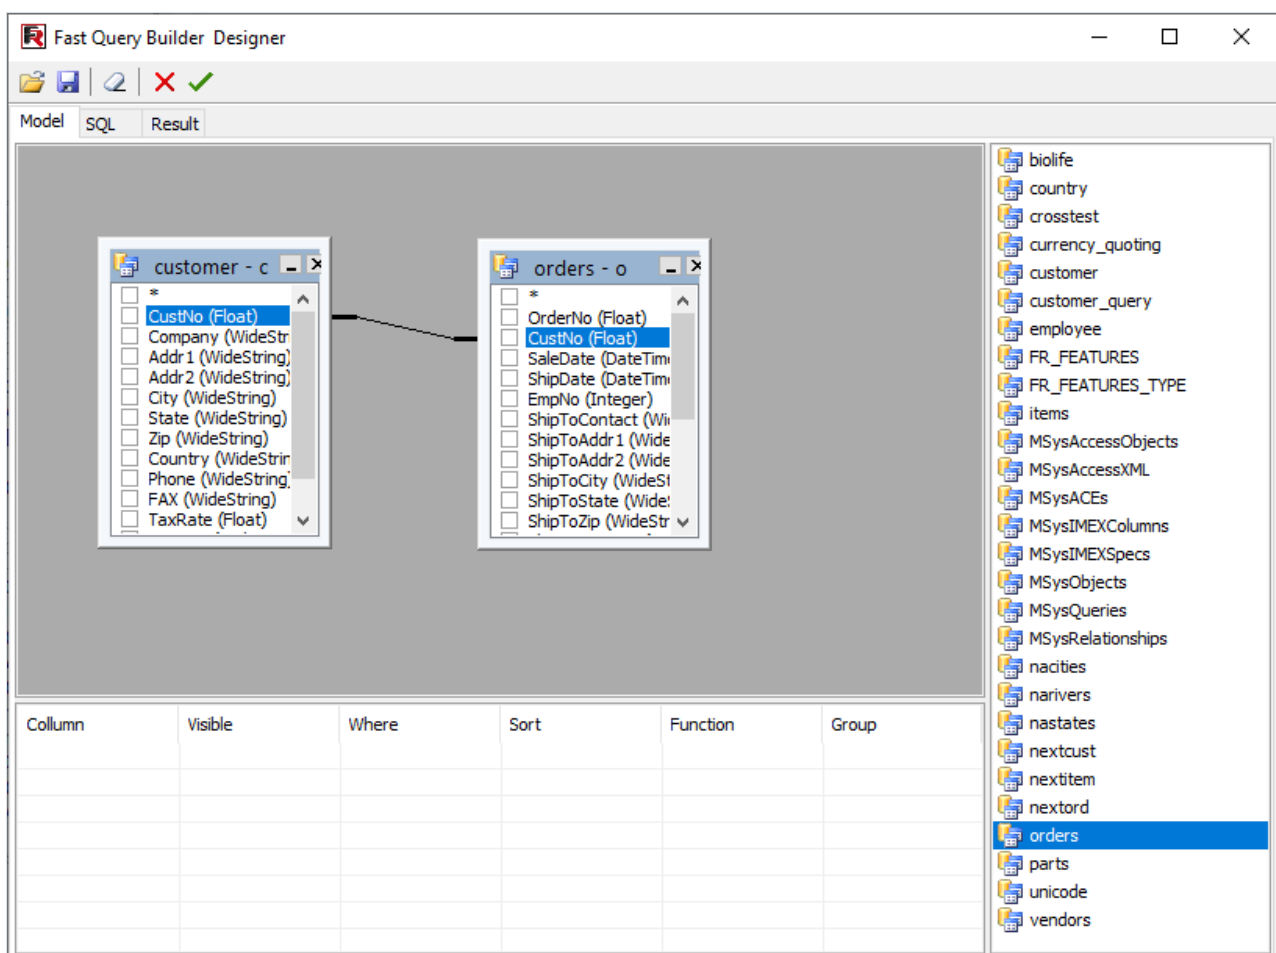 Fast Query Builder Designer
Model SQL Result
customer - c
*
CustNo (Float)
Company (WideStr
Addr1 (WideString)
Addr2 (WideString)
City (WideString)
State (WideString)
Zip (WideString)
Country (WideStrin
Phone (WideString)
FAX (WideString)
TaxRate (Float)
orders - o
*
OrderNo (Float)
CustNo (Float)
SaleDate (DateTim
ShipDate (DateTim
EmpNo (Integer)
ShipToContact (Wi
ShipToAddr1 (Wide
ShipToAddr2 (Wide
ShipToCity (WideSt
ShipToState (Wide
ShipToZip (WideStr
biolife
country
crosstest
currency_quoting
customer
customer_query
employee
FR_FEATURES
FR_FEATURES_TYPE
items
MSysAccessObjects
MSysAccessXML
MSysACEs
MSysIMEXColumns
MSysIMEXSpecs
MSysObjects
MSysQueries
MSysRelationships
nacities
narivers
nastates
nextcust
nextitem
nextord
orders
parts
unicode
vendors
Collumn Visible Where Sort Function Group